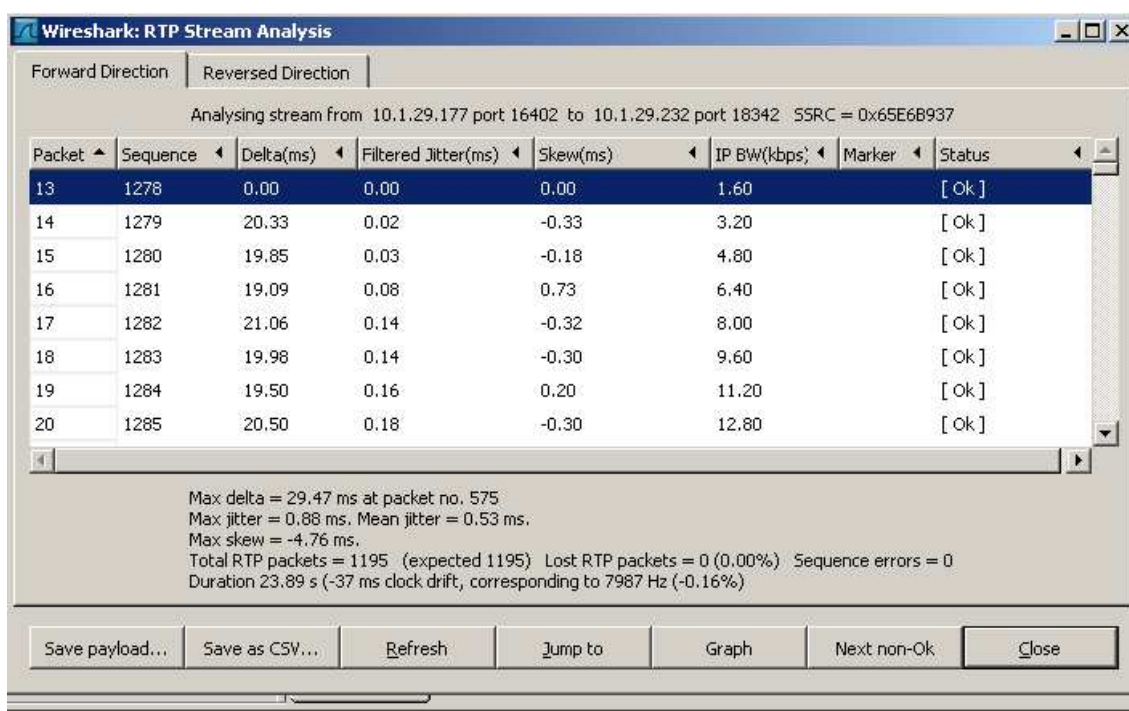 Wireshark: RTP Stream Analysis
Forward Direction Reversed Direction
Analysing stream from 10.1.29.177 port 16402 to 10.1.29.232 port 18342 SSRC = 0x65E6B937
Packet Sequence Delta(ms) Filtered Jitter(ms) Skew(ms) IP BW(kbps) Marker Status
13 1278 0.00 0.00 0.00 1.60 [ Ok ]
14 1279 20.33 0.02 -0.33 3.20 [ Ok ]
15 1280 19.85 0.03 -0.18 4.80 [ Ok ]
16 1281 19.09 0.08 0.73 6.40 [ Ok ]
17 1282 21.06 0.14 -0.32 8.00 [ Ok ]
18 1283 19.98 0.14 -0.30 9.60 [ Ok ]
19 1284 19.50 0.16 0.20 11.20 [ Ok ]
20 1285 20.50 0.18 -0.30 12.80 [ Ok ]
Max delta = 29.47 ms at packet no. 575
Max jitter = 0.88 ms. Mean jitter = 0.53 ms.
Max skew = -4.76 ms.
Total RTP packets = 1195 (expected 1195) Lost RTP packets = 0 (0.00%) Sequence errors = 0
Duration 23.89 s (-37 ms clock drift, corresponding to 7987 Hz (-0.16%)
Save payload... Save as CSV... Refresh Jump to Graph Next non-Ok Close